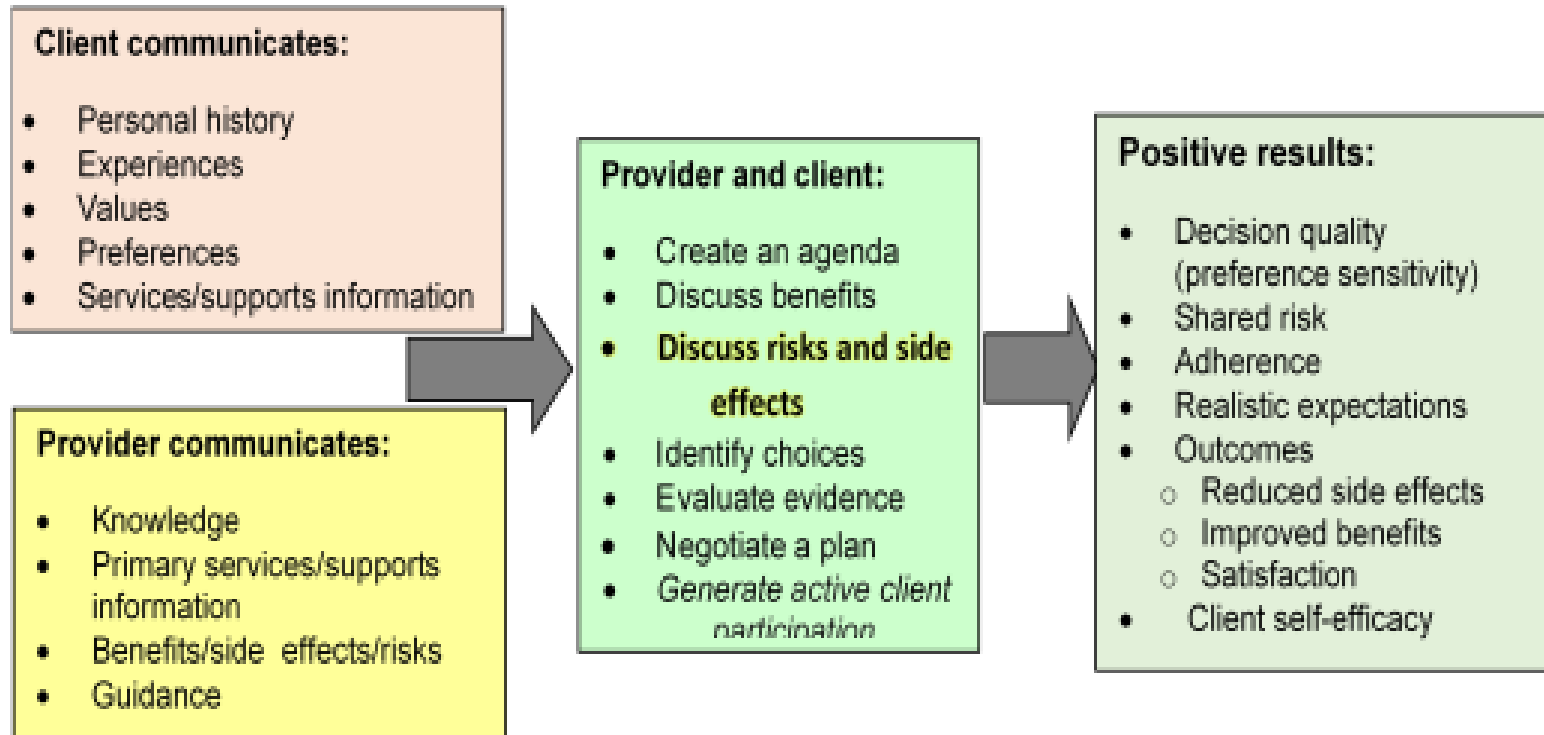 Client communicates:
• Personal history
• Experiences
• Values
• Preferences
• Services/supports information
Provider communicates:
• Knowledge
• Primary services/supports
information
• Benefits/side effects/risks
• Guidance
Provider and client:
• Create an agenda
• Discuss benefits
• Discuss risks and side
effects
• Identify choices
• Evaluate evidence
• Negotiate a plan
• Generate active client
participation
Positive results:
• Decision quality
(preference sensitivity)
• Shared risk
• Adherence
• Realistic expectations
• Outcomes
○ Reduced side effects
○ Improved benefits
○ Satisfaction
• Client self-efficacy